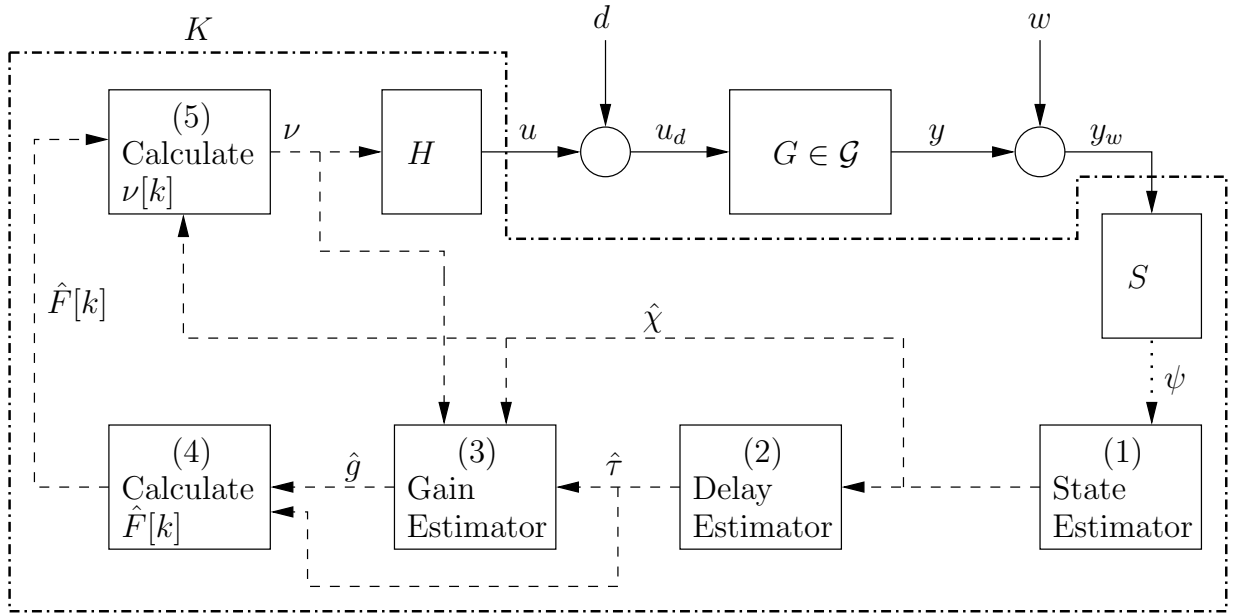 K
d
w
(5)
Calculate
ν[k]
ν
H
u
u_d
G ∈ 𝒢
y
y_w
S
F̂[k]
χ̂
ψ
(4)
Calculate
F̂[k]
ĝ
(3)
Gain
Estimator
τ̂
(2)
Delay
Estimator
(1)
State
Estimator